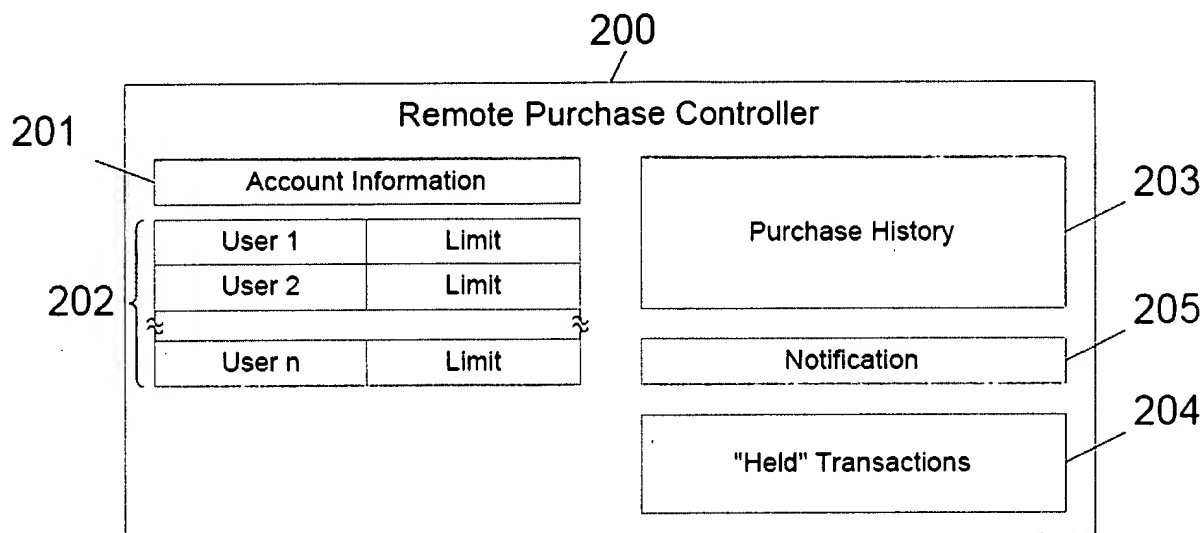 200
Remote Purchase Controller
201
Account Information
202
User 1 Limit
User 2 Limit
User n Limit
Purchase History
203
Notification
205
"Held" Transactions
204